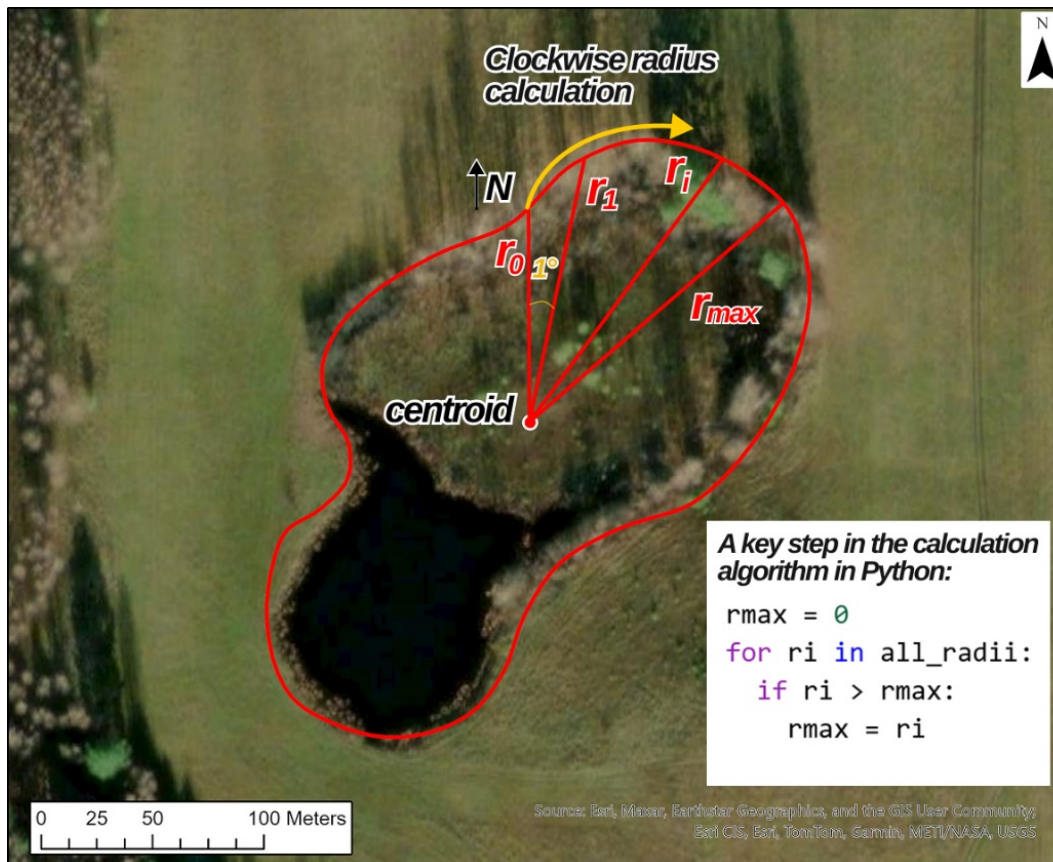 N
Clockwise radius
calculation
N
r1
ri
r0
1°
rmax
centroid
A key step in the calculation
algorithm in Python:
rmax = 0
for ri in all_radii:
  if ri > rmax:
    rmax = ri
0 25 50 100 Meters
Source: Esri, Maxar, Earthstar Geographics, and the GIS User Community;
Esri CIS, Esri, TomTom, Garmin, METI/NASA, USGS